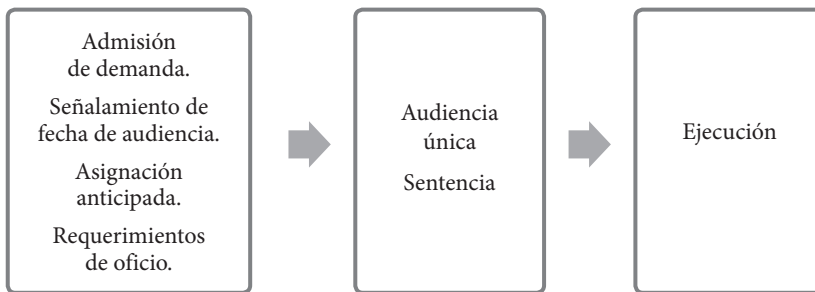 Admisión
de demanda.
Señalamiento de
fecha de audiencia.
Asignación
anticipada.
Requerimientos
de oficio.
Audiencia
única
Sentencia
Ejecución